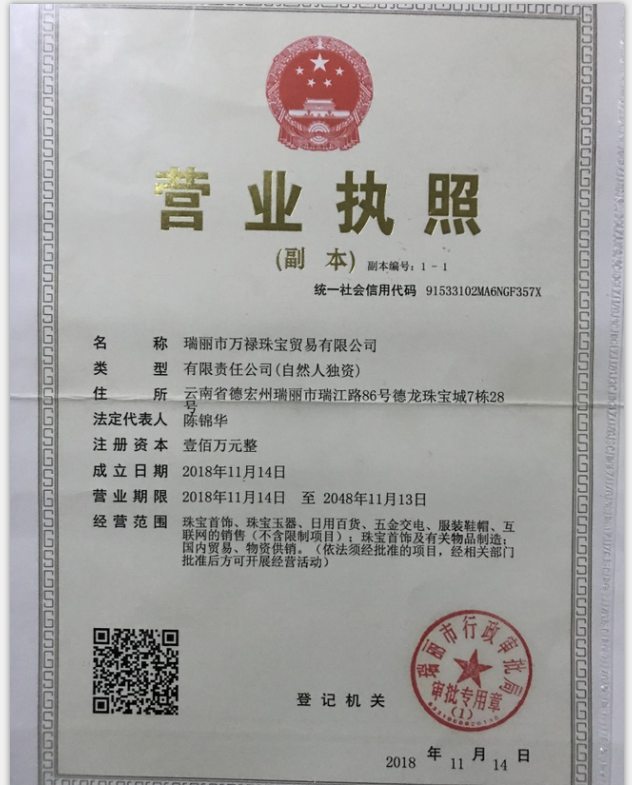 营业执照
(副 本) 副本编号：1-1
统一社会信用代码 91533102MA6NGF357X
名 称 瑞丽市万禄珠宝贸易有限公司
类 型 有限责任公司(自然人独资)
住 所 云南省德宏州瑞丽市瑞江路86号德龙珠宝城7栋28
号
法定代表人 陈锦华
注册资本 壹佰万元整
成立日期 2018年11月14日
营业期限 2018年11月14日 至 2048年11月13日
经营范围 珠宝首饰、珠宝玉器、日用百货、五金交电、服装鞋帽、互
联网的销售（不含限制项目）；珠宝首饰及有关物品制造；
国内贸易、物资供销。（依法须经批准的项目，经相关部门
批准后方可开展经营活动）
瑞丽市行政审批局
审批专用章
(1)
登记机关
2018 年 11 月 14 日